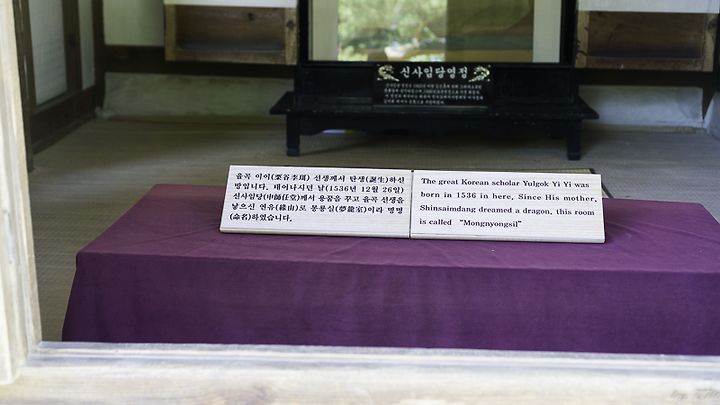 신사임당영정
율곡 이이(栗谷李珥) 선생께서 탄생(誕生)하신
방입니다. 태어나시던 날(1536년 12월 26일)
신사임당(申師任堂)께서 용꿈을 꾸고 율곡 선생을
낳으신 연유(緣由)로 몽룡실(夢龍室)이라 명명
(命名)하였습니다.
The great Korean scholar Yulgok Yi Yi was
born in 1536 in here, Since His mother,
Shinsaimdang dreamed a dragon, this room
is called “Mongnyongsil”